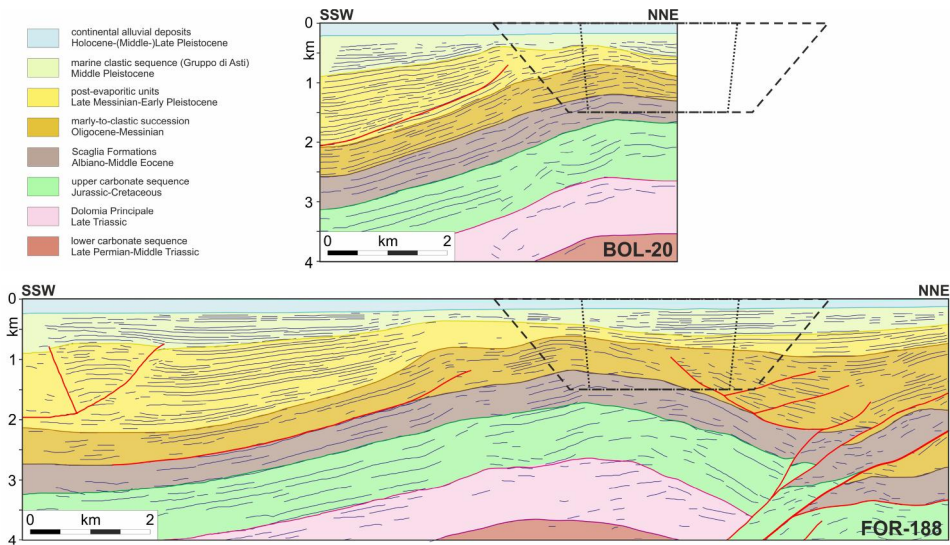 continental alluvial deposits
Holocene-(Middle-)Late Pleistocene
marine clastic sequence (Gruppo di Asti)
Middle Pleistocene
post-evaporitic units
Late Messinian-Early Pleistocene
marly-to-clastic succession
Oligocene-Messinian
Scaglia Formations
Albiano-Middle Eocene
upper carbonate sequence
Jurassic-Cretaceous
Dolomia Principale
Late Triassic
lower carbonate sequence
Late Permian-Middle Triassic
SSW NNE
0
km
1
2
3
4
0 km 2
BOL-20
SSW NNE
0
km
1
2
3
4
0 km 2
FOR-188